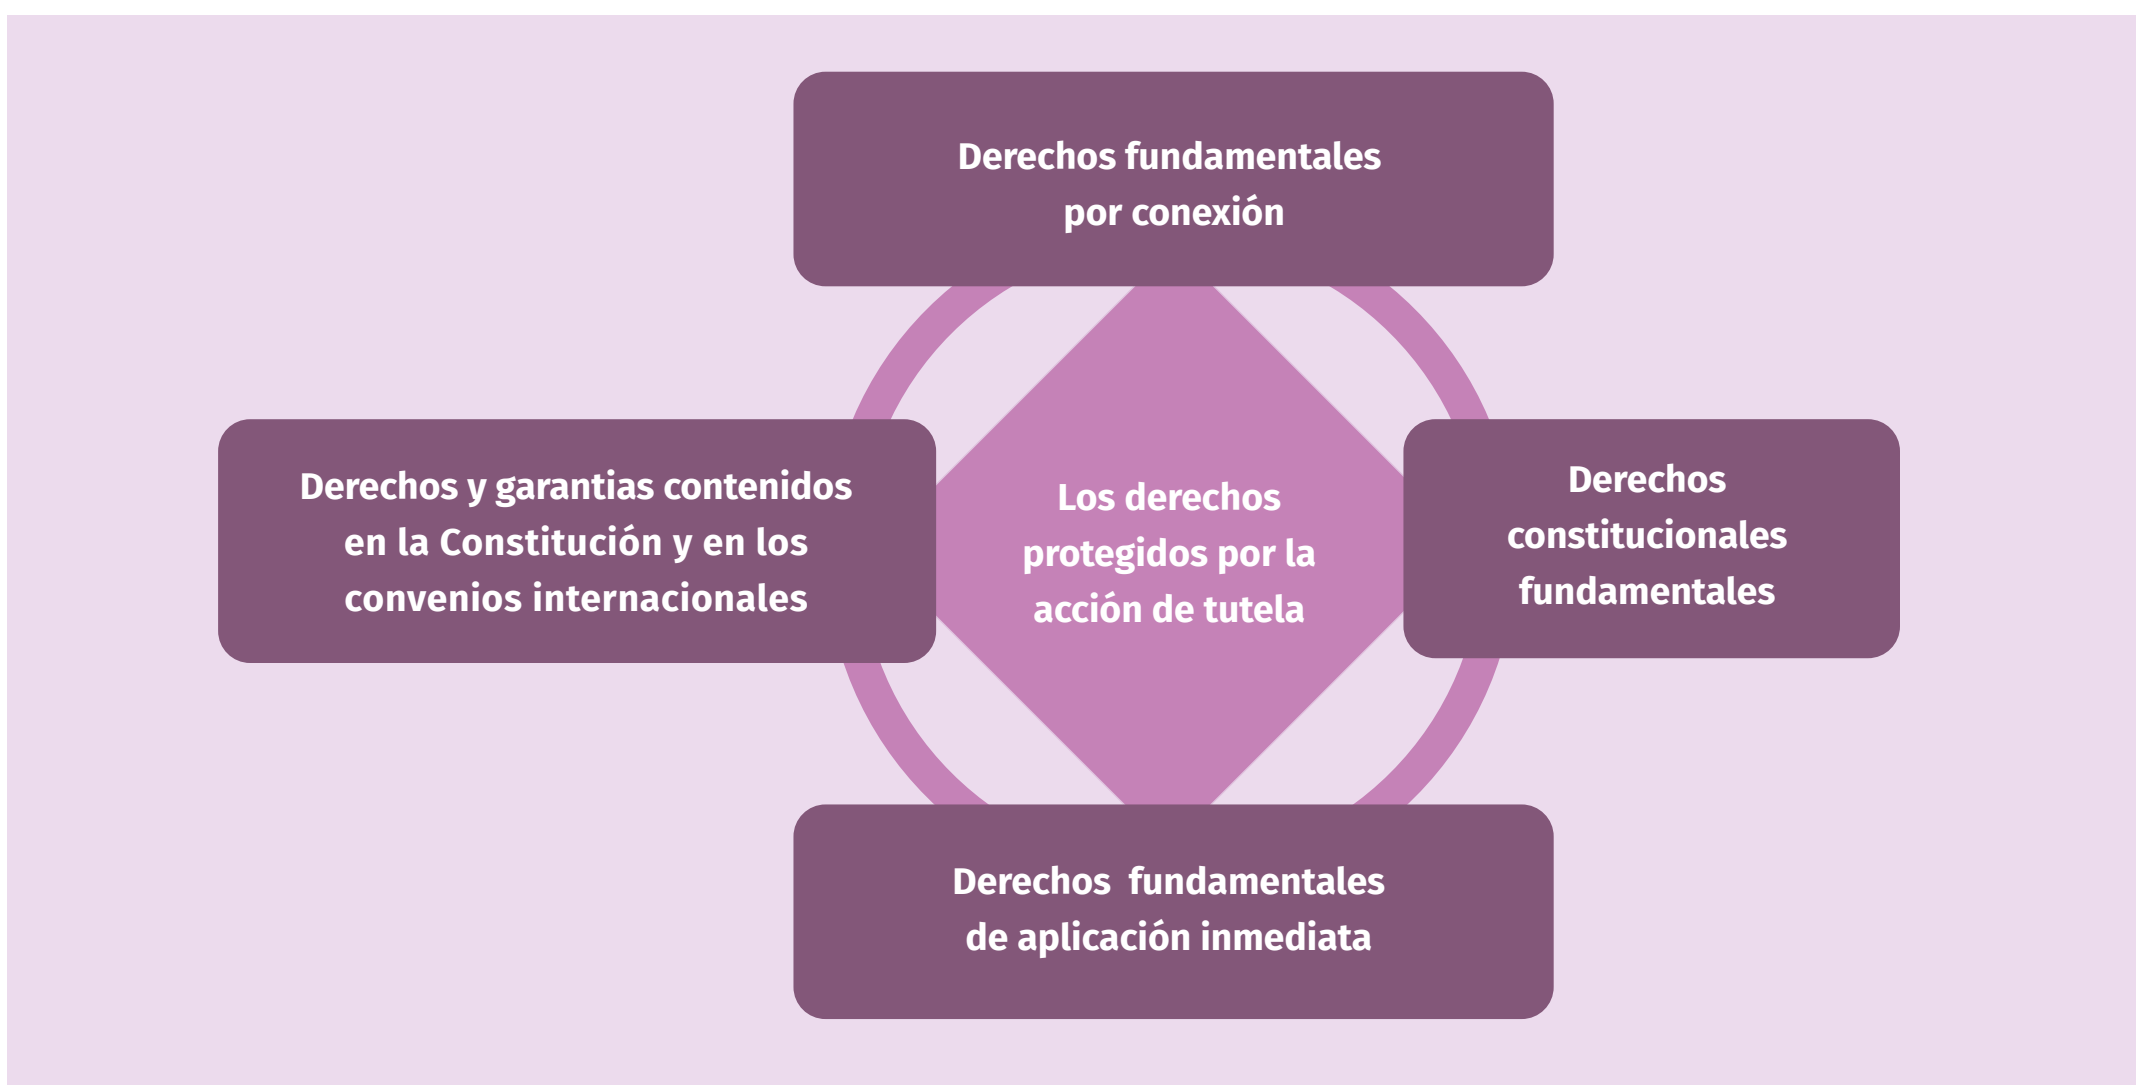 Derechos fundamentales
por conexión
Derechos y garantias contenidos
en la Constitución y en los
convenios internacionales
Los derechos
protegidos por la
acción de tutela
Derechos
constitucionales
fundamentales
Derechos fundamentales
de aplicación inmediata